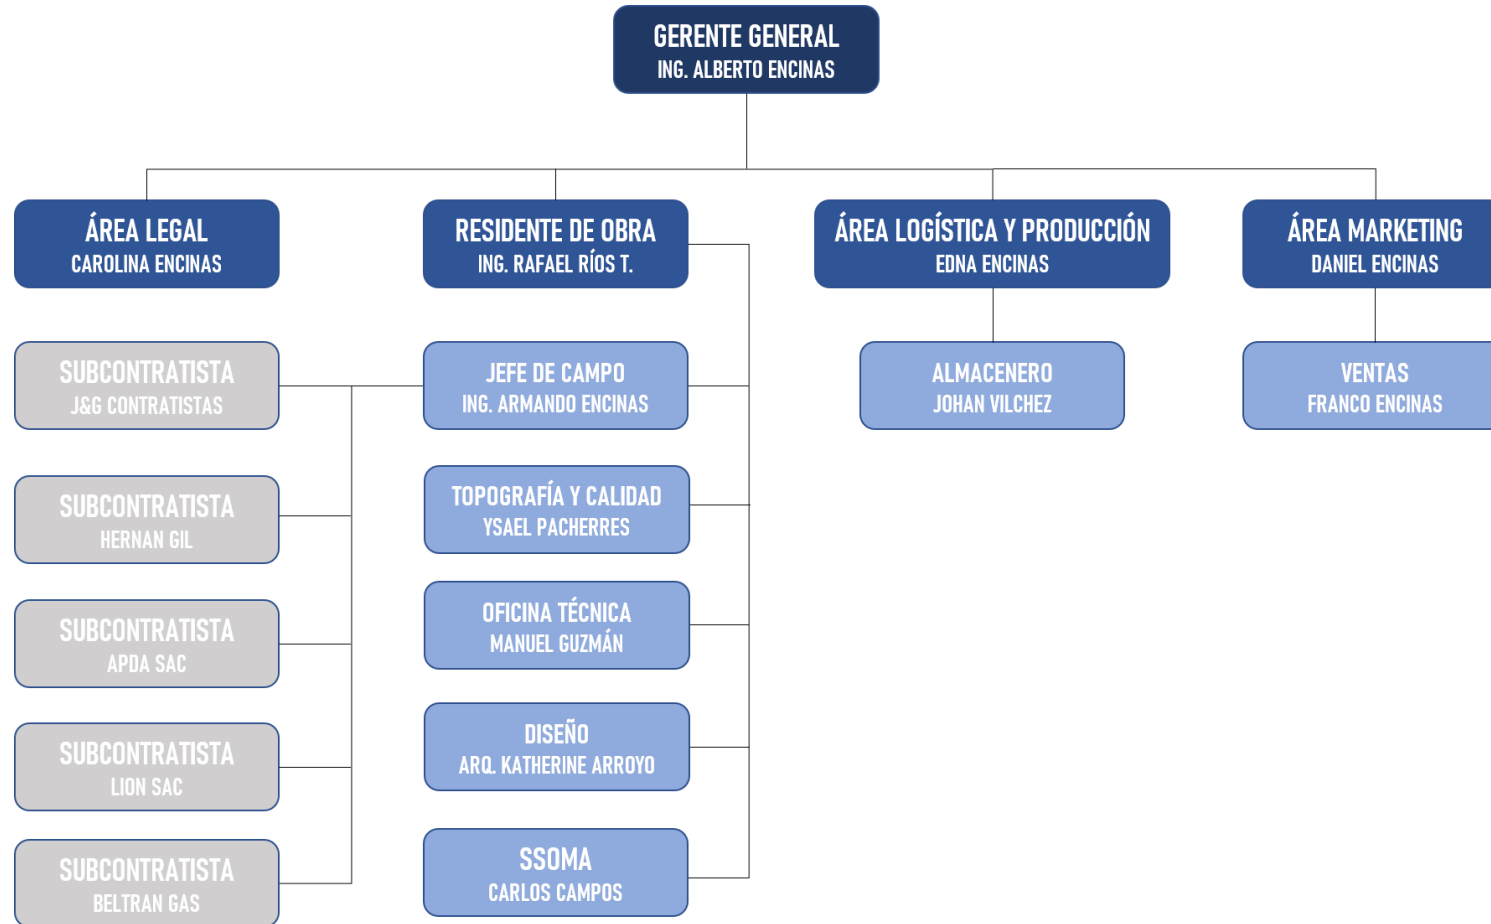 GERENTE GENERAL
ING. ALBERTO ENCINAS
ÁREA LEGAL
CAROLINA ENCINAS
RESIDENTE DE OBRA
ING. RAFAEL RÍOS T.
ÁREA LOGÍSTICA Y PRODUCCIÓN
EDNA ENCINAS
ÁREA MARKETING
DANIEL ENCINAS
SUBCONTRATISTA
J&G CONTRATISTAS
JEFE DE CAMPO
ING. ARMANDO ENCINAS
ALMACENERO
JOHAN VILCHEZ
VENTAS
FRANCO ENCINAS
SUBCONTRATISTA
HERNAN GIL
TOPOGRAFÍA Y CALIDAD
YSAEL PACHERRES
SUBCONTRATISTA
APDA SAC
OFICINA TÉCNICA
MANUEL GUZMÁN
SUBCONTRATISTA
LION SAC
DISEÑO
ARQ. KATHERINE ARROYO
SUBCONTRATISTA
BELTRAN GAS
SSOMA
CARLOS CAMPOS